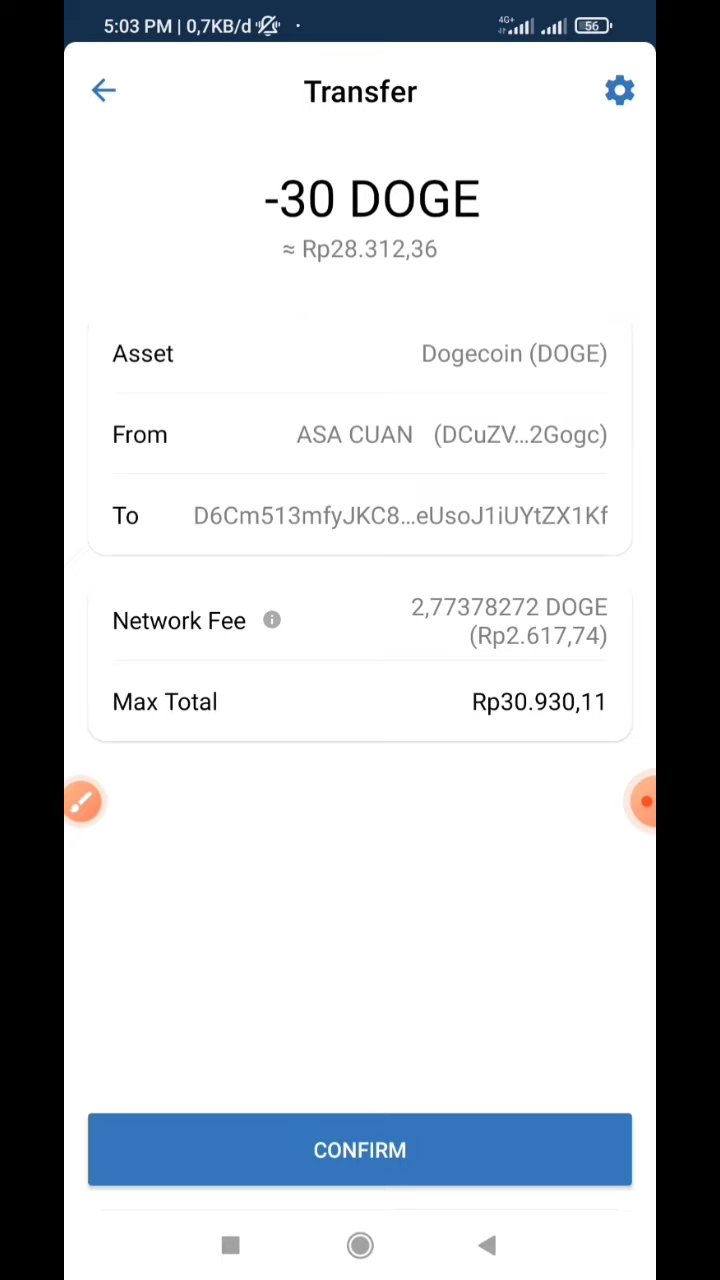 5:03 PM | 0,7KB/d
4G+
56
Transfer
-30 DOGE
≈ Rp28.312,36
Asset Dogecoin (DOGE)
From ASA CUAN (DCuZV...2Gogc)
To D6Cm513mfyJKC8...eUsoJ1iUYtZX1Kf
Network Fee 2,77378272 DOGE
(Rp2.617,74)
Max Total Rp30.930,11
CONFIRM